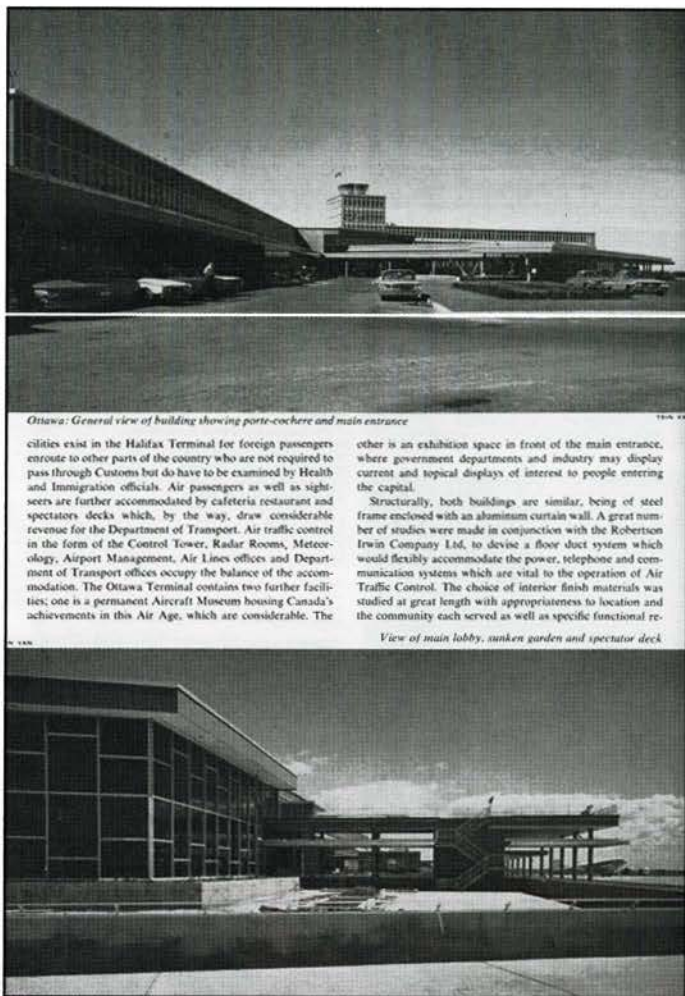 Ottawa: General view of building showing porte-cochere and main entrance
cilities exist in the Halifax Terminal for foreign passengers
enroute to other parts of the country who are not required to
pass through Customs but do have to be examined by Health
and Immigration officials. Air passengers as well as sight-
seers are further accommodated by cafeteria restaurant and
spectators decks which, by the way, draw considerable
revenue for the Department of Transport. Air traffic control
in the form of the Control Tower, Radar Rooms, Meteor-
ology, Airport Management, Air Lines offices and Depart-
ment of Transport offices occupy the balance of the accom-
modation. The Ottawa Terminal contains two further facili-
ties; one is a permanent Aircraft Museum housing Canada's
achievements in this Air Age, which are considerable. The
other is an exhibition space in front of the main entrance,
where government departments and industry may display
current and topical displays of interest to people entering
the capital.
Structurally, both buildings are similar, being of steel
frame enclosed with an aluminum curtain wall. A great num-
ber of studies were made in conjunction with the Robertson
Irwin Company Ltd, to devise a floor duct system which
would flexibly accommodate the power, telephone and com-
munication systems which are vital to the operation of Air
Traffic Control. The choice of interior finish materials was
studied at great length with appropriateness to location and
the community each served as well as specific functional re-
View of main lobby, sunken garden and spectator deck